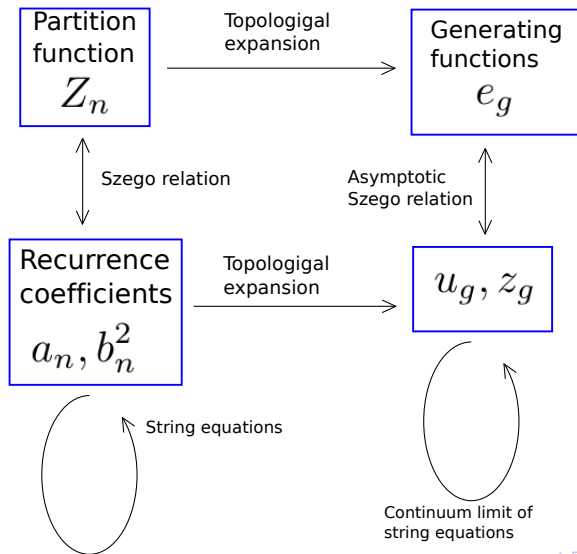 Partition
function
Z_n
Topologigal
expansion
Generating
functions
e_g
Szego relation
Asymptotic
Szego relation
Recurrence
coefficients
a_n, b_n^2
Topologigal
expansion
u_g, z_g
String equations
Continuum limit of
string equations